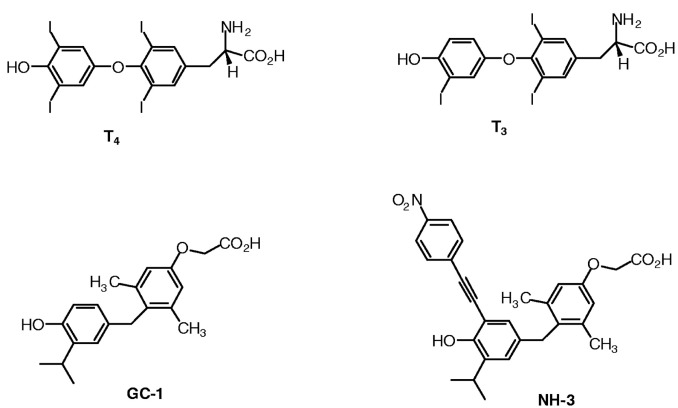 I I NH₂
HO O CO₂H
I I H
T₄
I NH₂
HO O CO₂H
I I H
T₃
O CO₂H
H₃C
HO CH₃
GC-1
O₂N
O CO₂H
H₃C
HO CH₃
NH-3